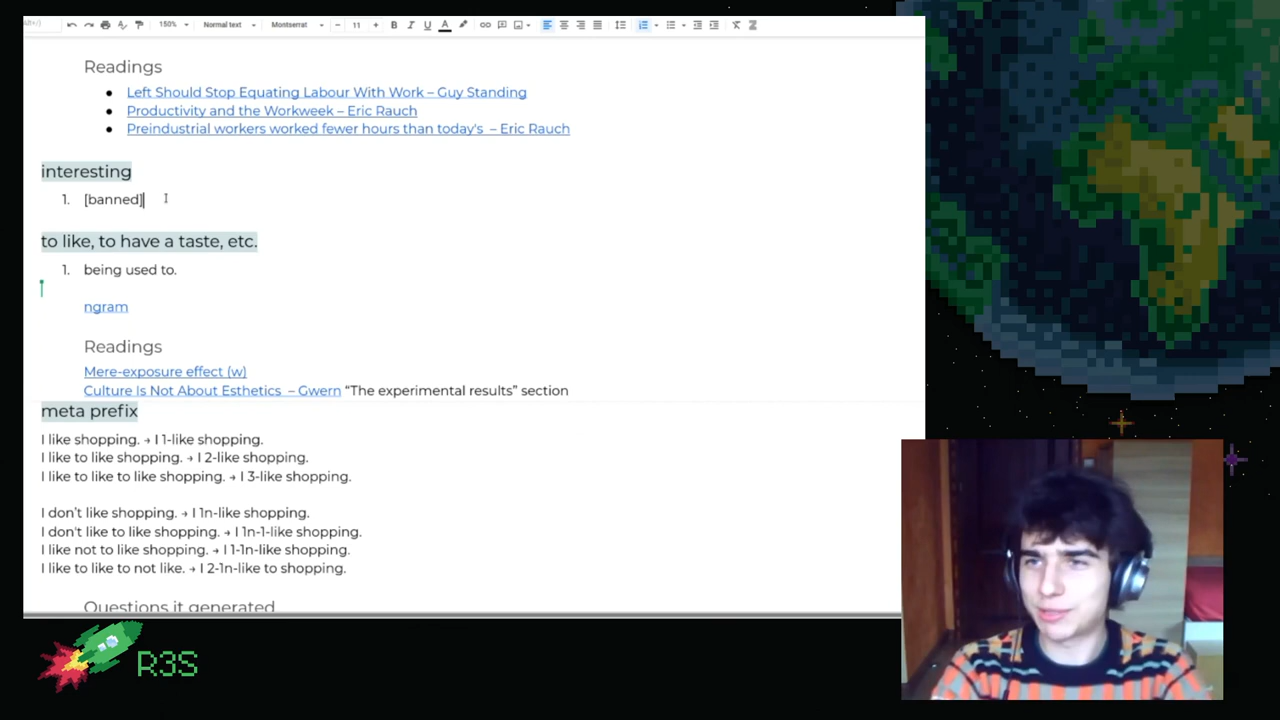 150%
Normal text
Montserrat
11
B I U A
Readings
● Left Should Stop Equating Labour With Work – Guy Standing
● Productivity and the Workweek – Eric Rauch
● Preindustrial workers worked fewer hours than today's – Eric Rauch
interesting
1. [banned]
to like, to have a taste, etc.
1. being used to.
ngram
Readings
Mere-exposure effect (w)
Culture Is Not About Esthetics – Gwern “The experimental results” section
meta prefix
I like shopping. → I 1-like shopping.
I like to like shopping. → I 2-like shopping.
I like to like to like shopping. → I 3-like shopping.
I don’t like shopping. → I 1n-like shopping.
I don't like to like shopping. → I 1n-1-like shopping.
I like not to like shopping. → I 1-1n-like shopping.
I like to like to not like. → I 2-1n-like to shopping.
Questions it generated
R3S